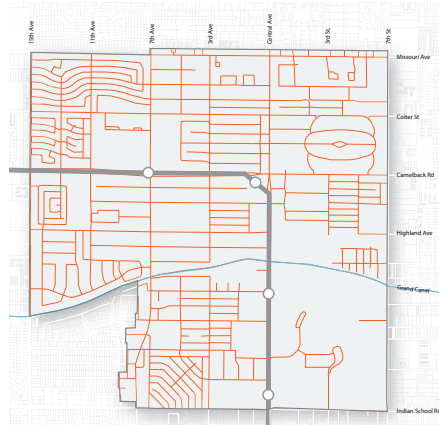 15th Ave
11th Ave
7th Ave
3rd Ave
Central Ave
3rd St.
7th St.
Missouri Ave
Colter St
Camelback Rd
Highland Ave
Grand Canal
Indian School Rd